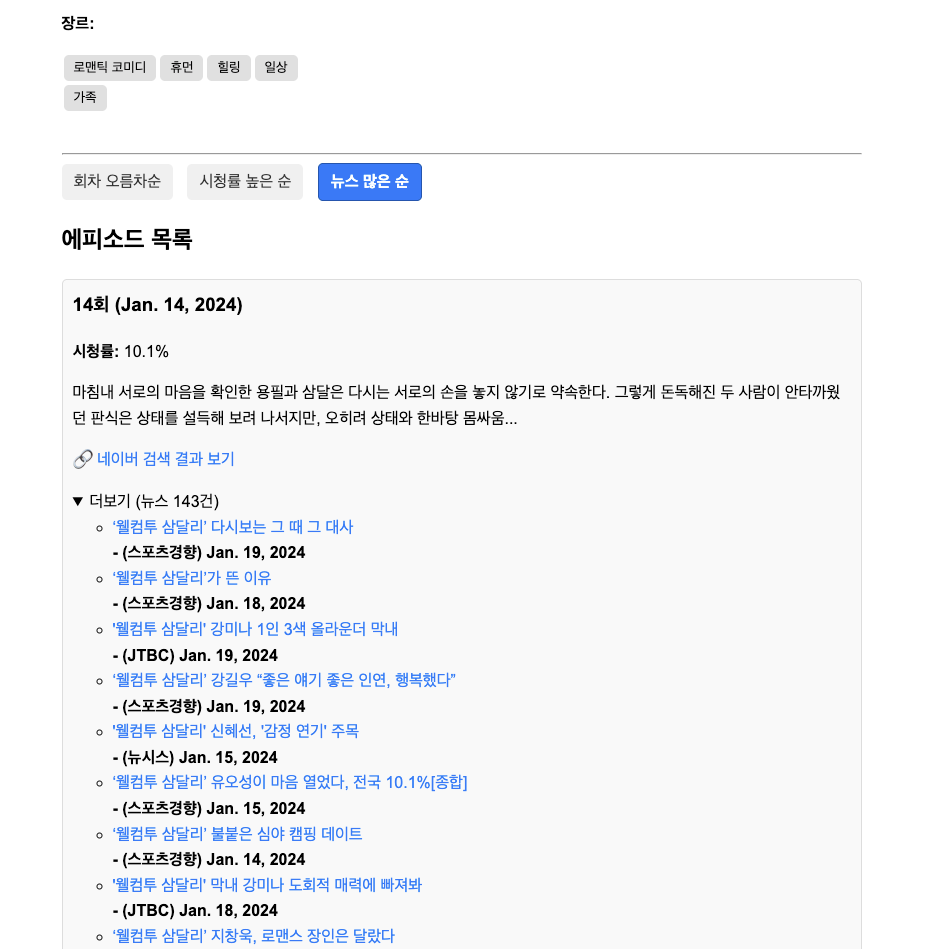 장르:
로맨틱 코미디 휴먼 힐링 일상
가족
회차 오름차순 시청률 높은 순 뉴스 많은 순
에피소드 목록
14회 (Jan. 14, 2024)
시청률: 10.1%
마침내 서로의 마음을 확인한 용필과 삼달은 다시는 서로의 손을 놓지 않기로 약속한다. 그렇게 돈독해진 두 사람이 안타까웠
던 판식은 상태를 설득해 보려 나서지만, 오히려 상태와 한바탕 몸싸움...
🔗 네이버 검색 결과 보기
▼ 더보기 (뉴스 143건)
‘웰컴투 삼달리’ 다시보는 그 때 그 대사
- (스포츠경향) Jan. 19, 2024
‘웰컴투 삼달리’가 뜬 이유
- (스포츠경향) Jan. 18, 2024
'웰컴투 삼달리' 강미나 1인 3색 올라운더 막내
- (JTBC) Jan. 19, 2024
‘웰컴투 삼달리’ 강길우 “좋은 얘기 좋은 인연, 행복했다”
- (스포츠경향) Jan. 19, 2024
'웰컴투 삼달리' 신혜선, '감정 연기' 주목
- (뉴시스) Jan. 15, 2024
‘웰컴투 삼달리’ 유오성이 마음 열었다, 전국 10.1%[종합]
- (스포츠경향) Jan. 15, 2024
‘웰컴투 삼달리’ 불붙은 심야 캠핑 데이트
- (스포츠경향) Jan. 14, 2024
'웰컴투 삼달리' 막내 강미나 도회적 매력에 빠져봐
- (JTBC) Jan. 18, 2024
‘웰컴투 삼달리’ 지창욱, 로맨스 장인은 달랐다